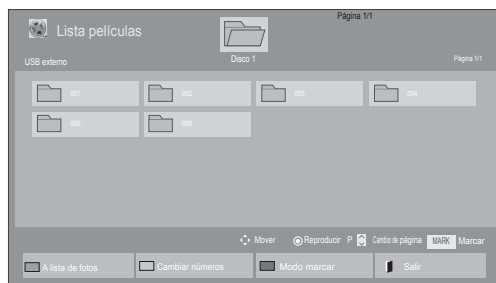 Página 1/1
Lista películas
Disco 1
USB externo
Página 1/1
001 002 003 004
005 006
Mover Reproducir P Cambio de página MARK Marcar
A lista de fotos Cambiar números Modo marcar Salir